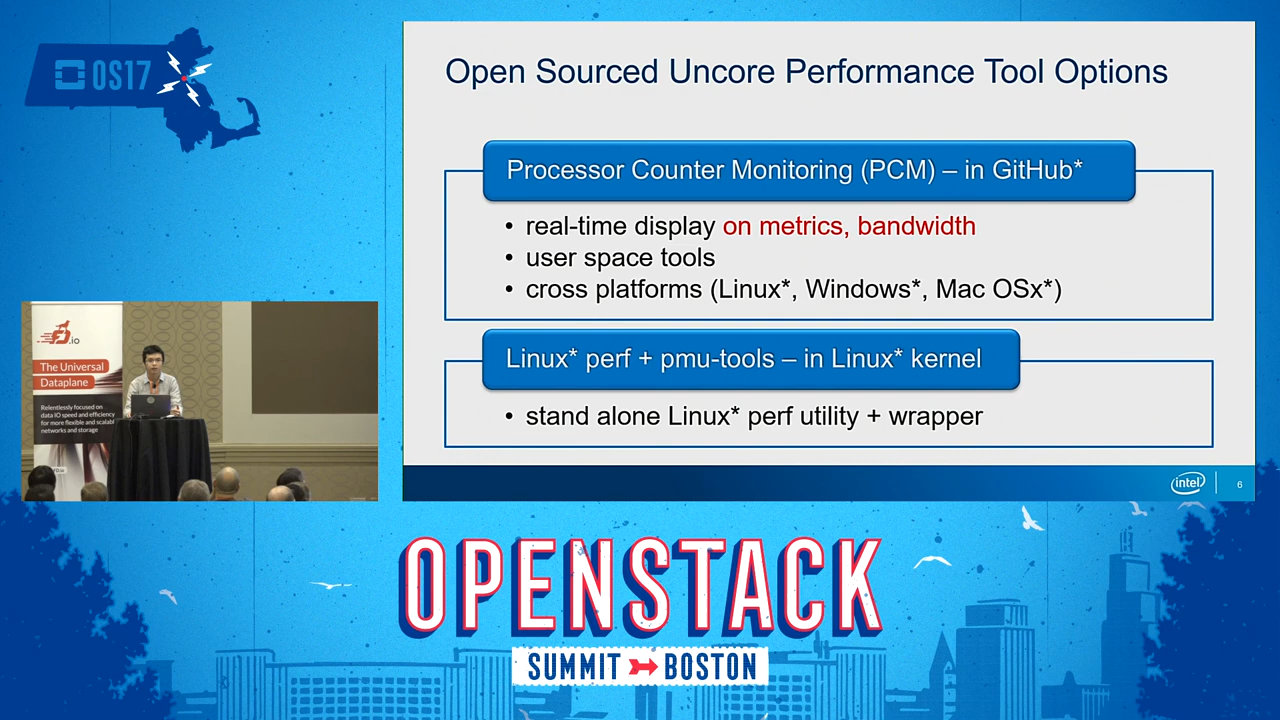 OS17
Open Sourced Uncore Performance Tool Options
Processor Counter Monitoring (PCM) – in GitHub*
• real-time display on metrics, bandwidth
• user space tools
• cross platforms (Linux*, Windows*, Mac OSx*)
Linux* perf + pmu-tools – in Linux* kernel
• stand alone Linux* perf utility + wrapper
intel
6
.io
The Universal
Dataplane
Relentlessly focused on
data IO speed and efficiency
for more flexible and scalabl
networks and storage
OPENSTACK
SUMMIT BOSTON